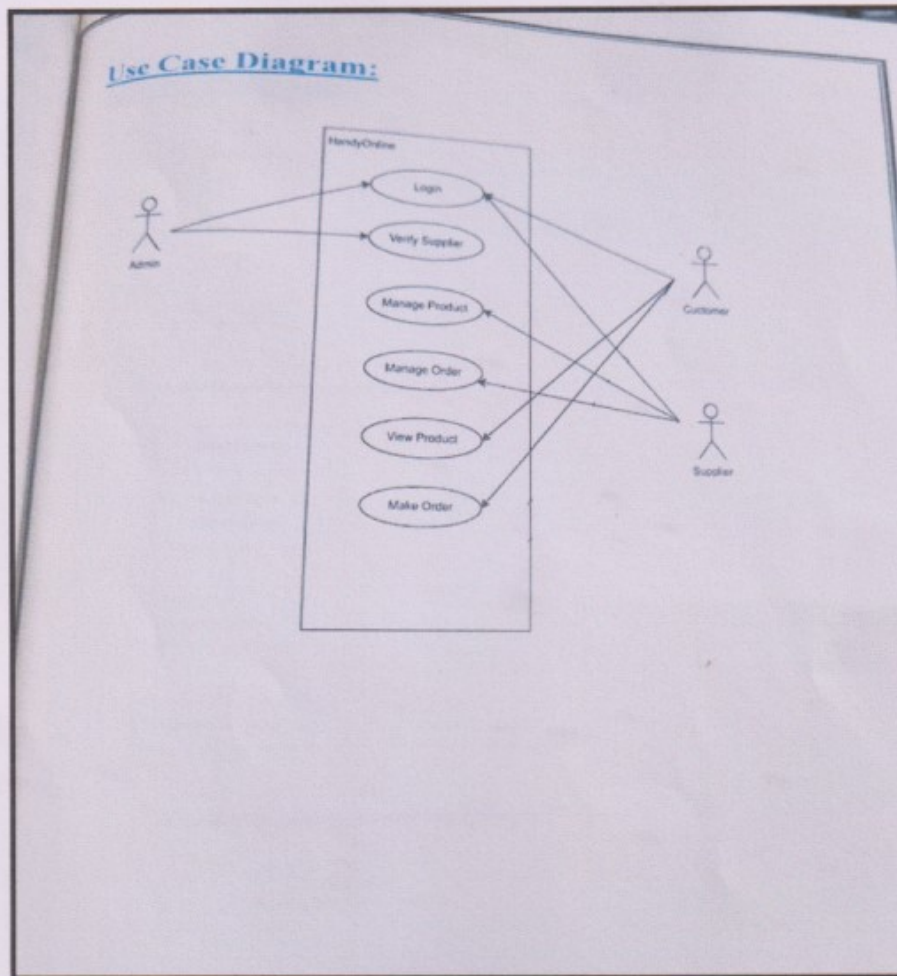 Use Case Diagram:
HandyOnline
Login
Verify Supplier
Manage Product
Manage Order
View Product
Make Order
Admin
Customer
Supplier